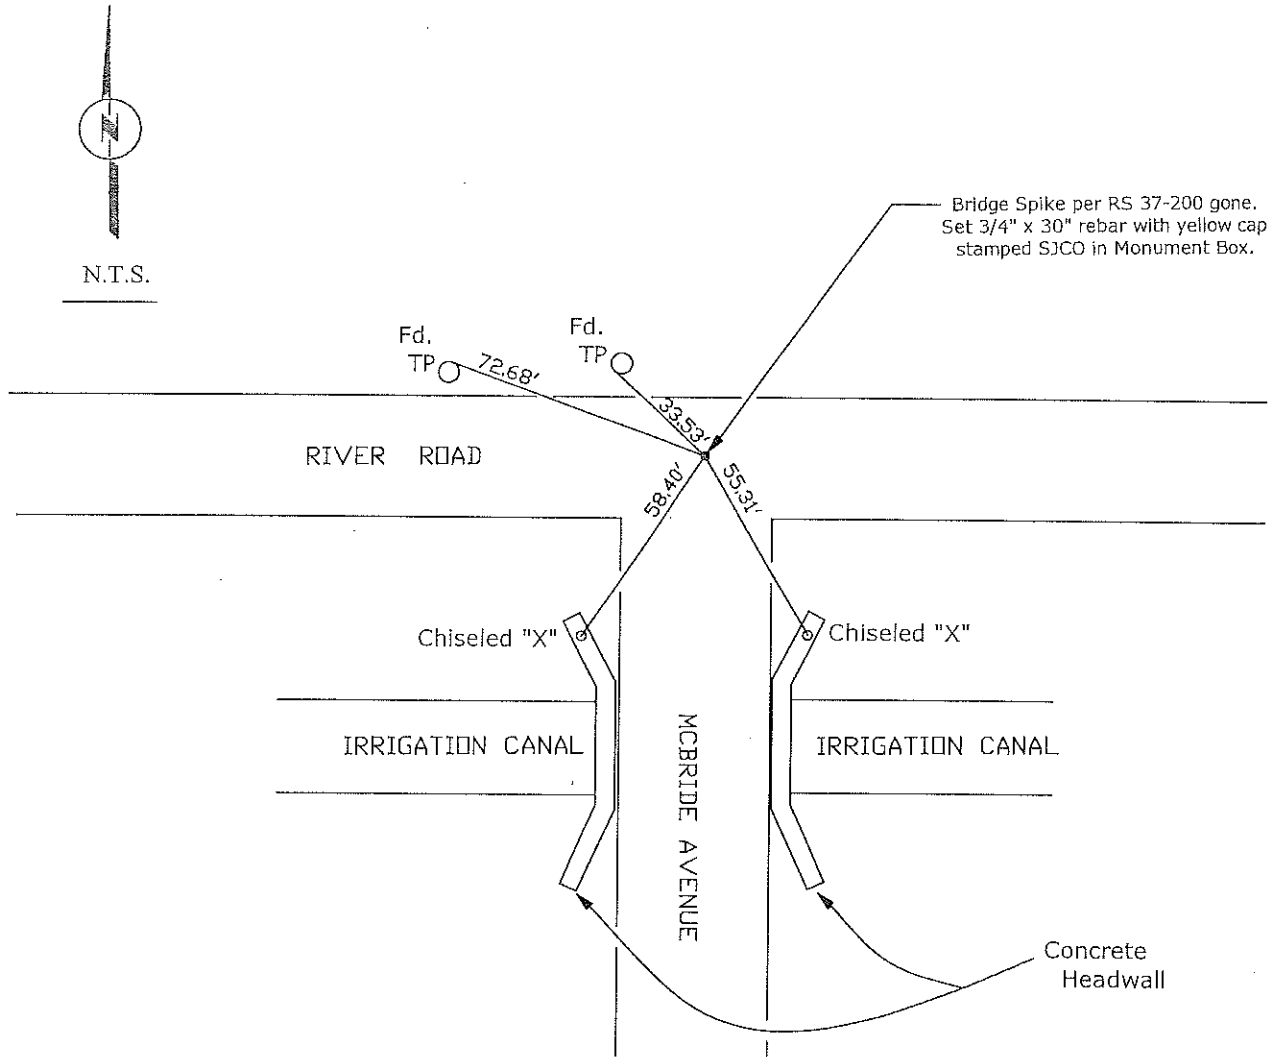 N
N.T.S.
Bridge Spike per RS 37-200 gone.
Set 3/4" x 30" rebar with yellow cap
stamped SJCO in Monument Box.
Fd.
TP
Fd.
TP
72.68'
33.53'
RIVER ROAD
58.40'
55.31'
Chiseled "X"
Chiseled "X"
IRRIGATION CANAL
MCBRIDE AVENUE
IRRIGATION CANAL
Concrete
Headwall